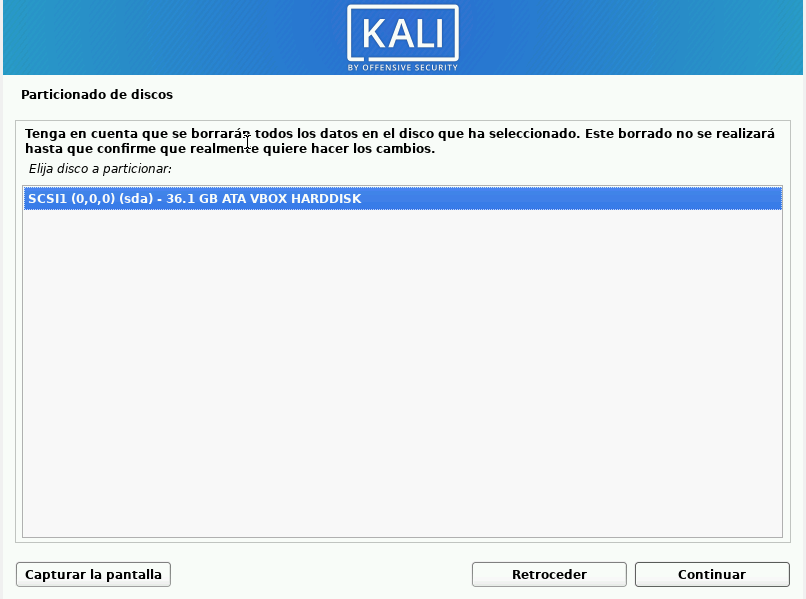 KALI
BY OFFENSIVE SECURITY
Particionado de discos
Tenga en cuenta que se borrarán todos los datos en el disco que ha seleccionado. Este borrado no se realizará
hasta que confirme que realmente quiere hacer los cambios.
Elija disco a particionar:
SCSI1 (0,0,0) (sda) - 36.1 GB ATA VBOX HARDDISK
Capturar la pantalla
Retroceder
Continuar